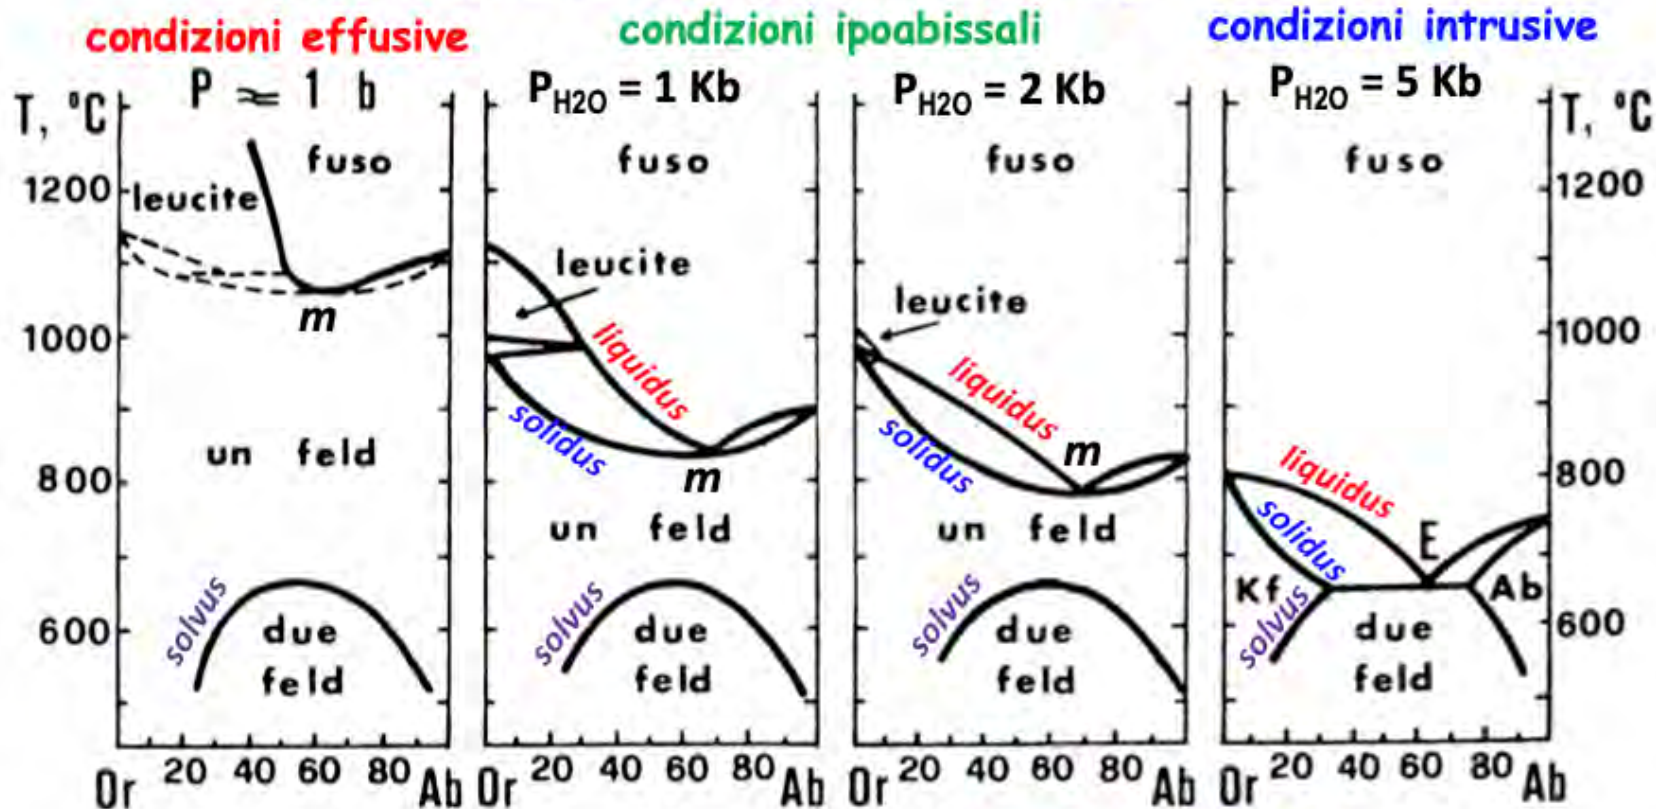 condizioni effusive
condizioni ipoabissali
condizioni intrusive
P ≈ 1 b
T, °C
fuso
leucite
1200
1000
800
600
m
un feld
solvus
due
feld
Or 20 40 60 80 Ab
P_H2O = 1 Kb
fuso
leucite
liquidus
solidus
m
un feld
solvus
due
feld
Or 20 40 60 80 Ab
P_H2O = 2 Kb
fuso
leucite
liquidus
solidus
m
un feld
solvus
due
feld
Or 20 40 60 80 Ab
P_H2O = 5 Kb
T, °C
fuso
1200
1000
800
600
liquidus
solidus
E
Kf
Ab
solvus
due
feld
Or 20 40 60 80 Ab